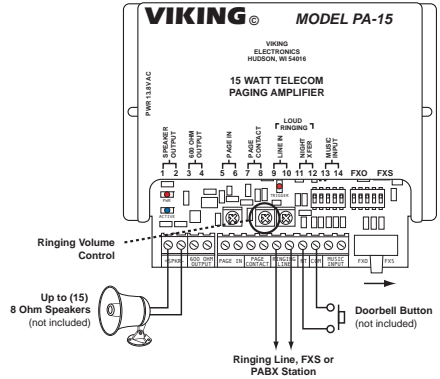 VIKING © MODEL PA-15
VIKING
ELECTRONICS
HUDSON, WI 54016
PWR 13.8VAC
15 WATT TELECOM
PAGING AMPLIFIER
LOUD
RINGING
SPEAKER
OUTPUT
600 OHM
OUTPUT
PAGE IN
PAGE
CONTACT
LINE IN
NIGHT
XFER
MUSIC
INPUT
1 2 3 4 5 6 7 8 9 10 11 12 13 14 FXO FXS
PWR
TRIGGER
ACTIVE
Ringing Volume
Control
+SPKR- 600 OHM OUTPUT PAGE IN PAGE CONTACT RINGING LINE NT COM MUSIC INPUT FXO FXS
Up to (15)
8 Ohm Speakers
(not included)
Doorbell Button
(not included)
Ringing Line, FXS or
PABX Station